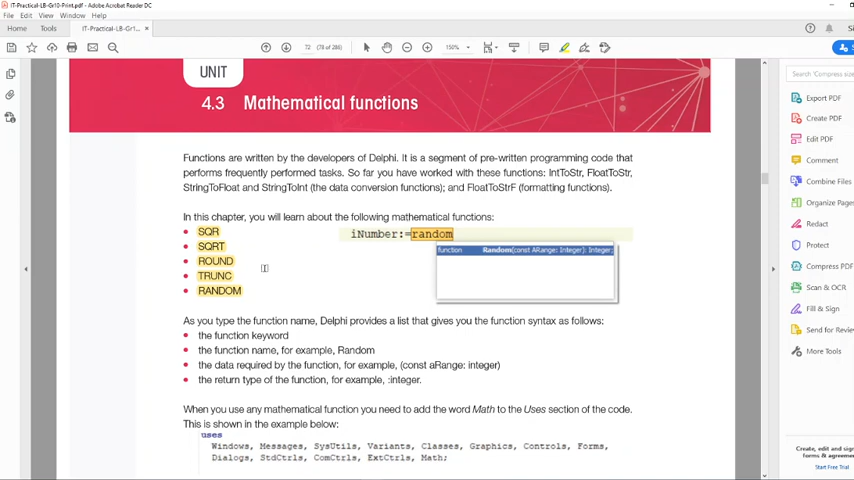 IT-Practical-LB-Gr10-Print.pdf - Adobe Acrobat Reader DC
File Edit View Window Help
Home Tools IT-Practical-LB-Gr1... ×
72 (78 of 288) 150%
UNIT
4.3 Mathematical functions
Functions are written by the developers of Delphi. It is a segment of pre-written programming code that
performs frequently performed tasks. So far you have worked with these functions: IntToStr, FloatToStr,
StringToFloat and StringToInt (the data conversion functions); and FloatToStrF (formatting functions).
In this chapter, you will learn about the following mathematical functions:
• SQR
• SQRT
• ROUND
• TRUNC
• RANDOM
iNumber:=random
function Random(const ARange: Integer): Integer;
As you type the function name, Delphi provides a list that gives you the function syntax as follows:
• the function keyword
• the function name, for example, Random
• the data required by the function, for example, (const aRange: integer)
• the return type of the function, for example, :integer.
When you use any mathematical function you need to add the word Math to the Uses section of the code.
This is shown in the example below:
uses
Windows, Messages, SysUtils, Variants, Classes, Graphics, Controls, Forms,
Dialogs, StdCtrls, ComCtrls, ExtCtrls, Math;
Search 'Compress size
Export PDF
Create PDF
Edit PDF
Comment
Combine Files
Organize Pages
Redact
Protect
Compress PDF
Scan & OCR
Fill & Sign
Send for Review
More Tools
Create, edit and sign
forms & agreeme
Start Free Trial